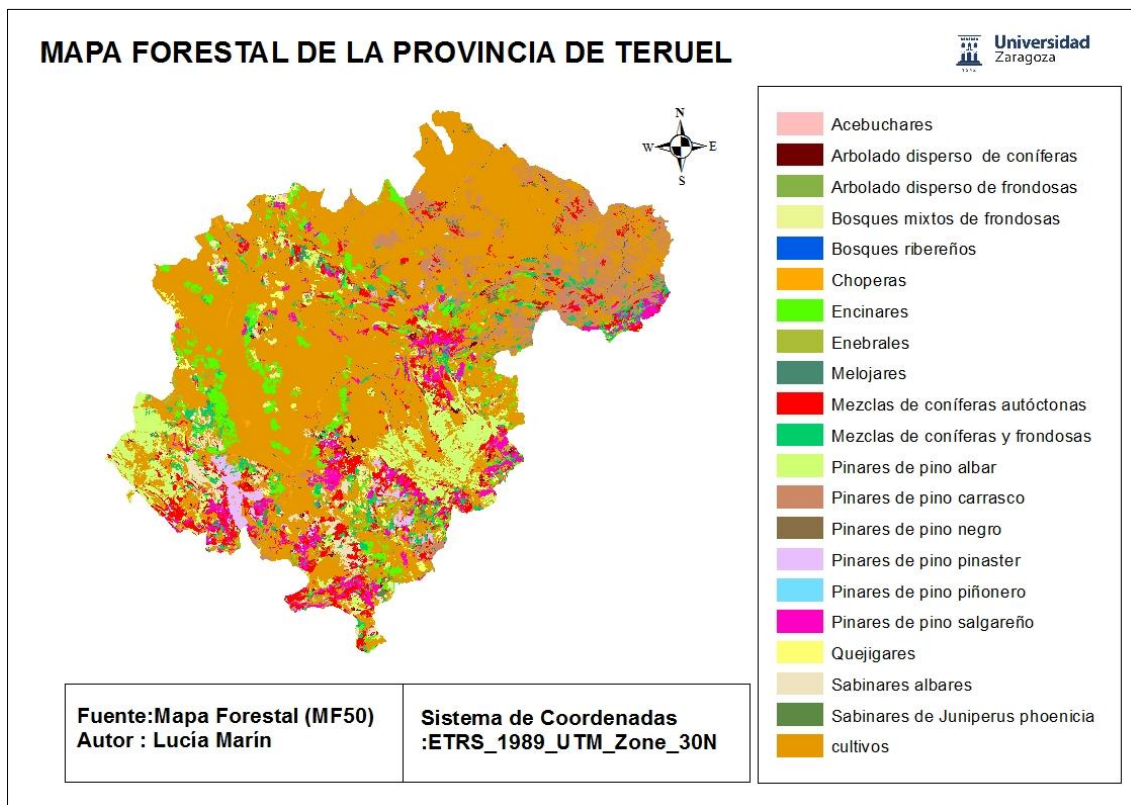 MAPA FORESTAL DE LA PROVINCIA DE TERUEL
Universidad
Zaragoza
N
W E
S
Acebuchares
Arbolado disperso de coníferas
Arbolado disperso de frondosas
Bosques mixtos de frondosas
Bosques ribereños
Choperas
Encinares
Enebrales
Melojares
Mezclas de coníferas autóctonas
Mezclas de coníferas y frondosas
Pinares de pino albar
Pinares de pino carrasco
Pinares de pino negro
Pinares de pino pinaster
Pinares de pino piñonero
Pinares de pino salgareño
Quejigares
Sabinares albares
Sabinares de Juniperus phoenicia
cultivos
Fuente:Mapa Forestal (MF50)
Autor : Lucía Marín
Sistema de Coordenadas
:ETRS_1989_UTM_Zone_30N